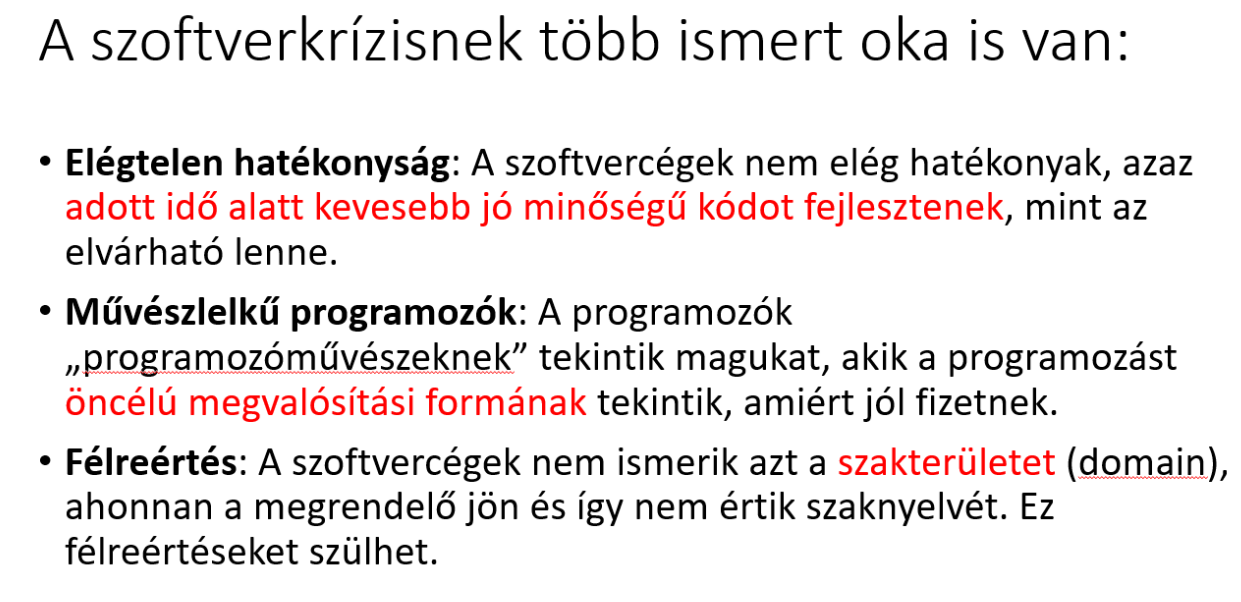 A szoftverkrízisnek több ismert oka is van:
• Elégtelen hatékonyság: A szoftvercégek nem elég hatékonyak, azaz
adott idő alatt kevesebb jó minőségű kódot fejlesztenek, mint az
elvárható lenne.
• Művészlelkű programozók: A programozók
„programozóművészeknek” tekintik magukat, akik a programozást
öncélú megvalósítási formának tekintik, amiért jól fizetnek.
• Félreértés: A szoftvercégek nem ismerik azt a szakterületet (domain),
ahonnan a megrendelő jön és így nem értik szaknyelvét. Ez
félreértéseket szülhet.